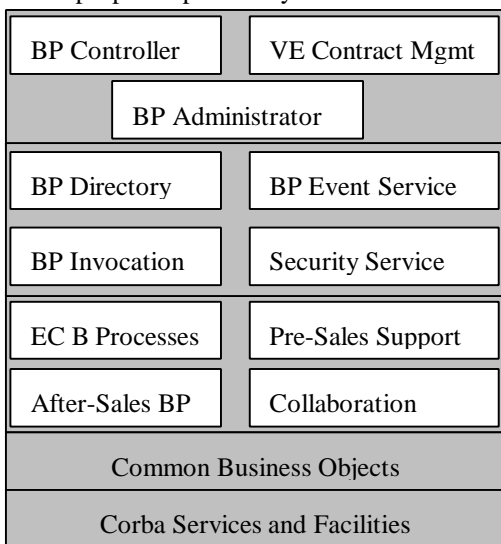 BP Controller
VE Contract Mgmt
BP Administrator
BP Directory
BP Event Service
BP Invocation
Security Service
EC B Processes
Pre-Sales Support
After-Sales BP
Collaboration
Common Business Objects
Corba Services and Facilities